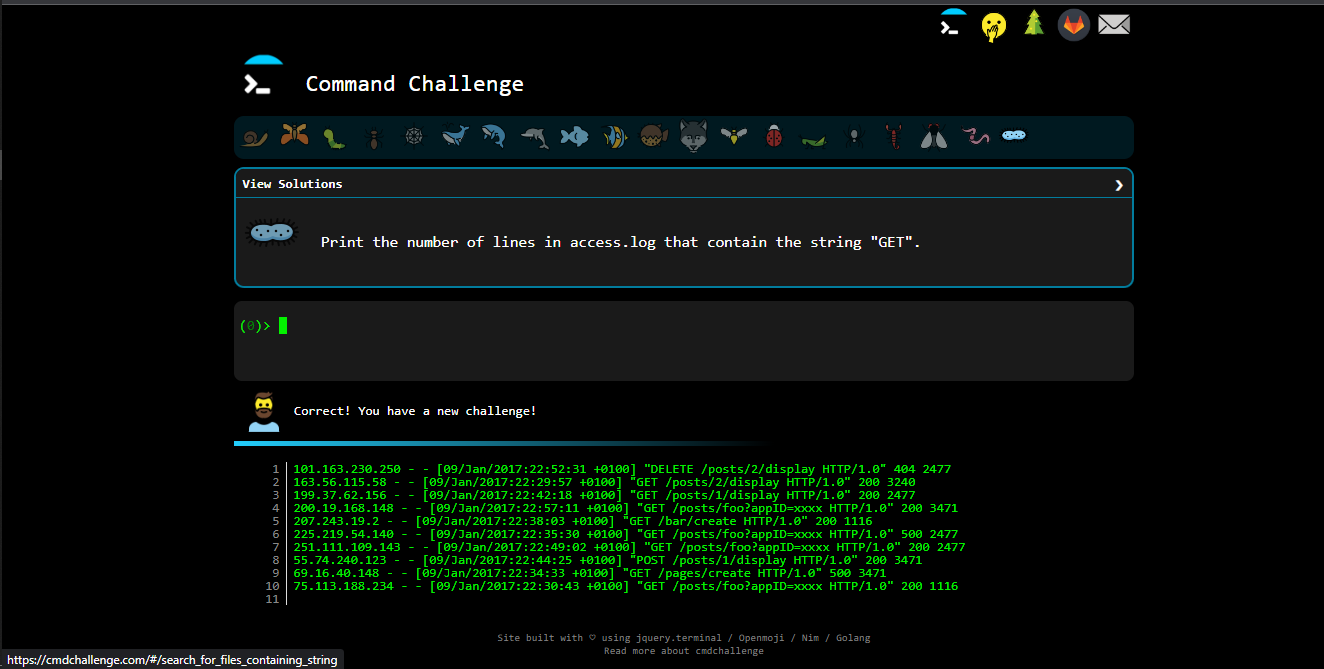 Command Challenge
View Solutions
Print the number of lines in access.log that contain the string "GET".
(0)>
Correct! You have a new challenge!
1 101.163.230.250 - - [09/Jan/2017:22:52:31 +0100] "DELETE /posts/2/display HTTP/1.0" 404 2477
2 163.56.115.58 - - [09/Jan/2017:22:29:57 +0100] "GET /posts/2/display HTTP/1.0" 200 3240
3 199.37.62.156 - - [09/Jan/2017:22:42:18 +0100] "GET /posts/1/display HTTP/1.0" 200 2477
4 200.19.168.148 - - [09/Jan/2017:22:57:11 +0100] "GET /posts/foo?appID=xxxx HTTP/1.0" 200 3471
5 207.243.19.2 - - [09/Jan/2017:22:38:03 +0100] "GET /bar/create HTTP/1.0" 200 1116
6 225.219.54.140 - - [09/Jan/2017:22:35:30 +0100] "GET /posts/foo?appID=xxxx HTTP/1.0" 500 2477
7 251.111.109.143 - - [09/Jan/2017:22:49:02 +0100] "GET /posts/foo?appID=xxxx HTTP/1.0" 200 2477
8 55.74.240.123 - - [09/Jan/2017:22:44:25 +0100] "POST /posts/1/display HTTP/1.0" 200 3471
9 69.16.40.148 - - [09/Jan/2017:22:34:33 +0100] "GET /pages/create HTTP/1.0" 500 3471
10 75.113.188.234 - - [09/Jan/2017:22:30:43 +0100] "GET /posts/foo?appID=xxxx HTTP/1.0" 200 1116
11
Site built with ♡ using jquery.terminal / Openmoji / Nim / Golang
Read more about cmdchallenge
https://cmdchallenge.com/#/search_for_files_containing_string